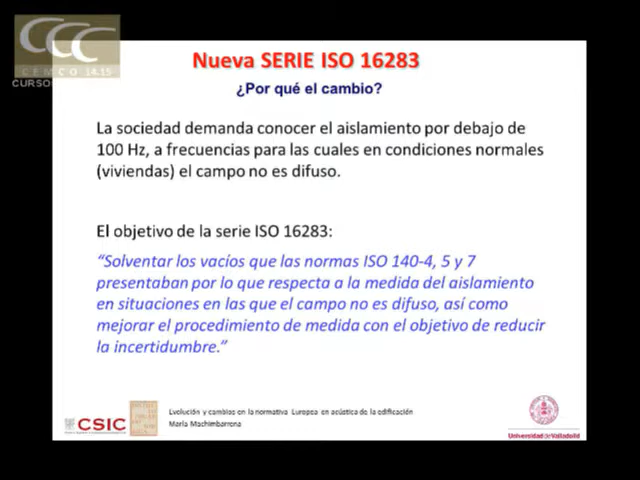 CCC
CEMCO 14-15
CURSO
Nueva SERIE ISO 16283
¿Por qué el cambio?
La sociedad demanda conocer el aislamiento por debajo de
100 Hz, a frecuencias para las cuales en condiciones normales
(viviendas) el campo no es difuso.
El objetivo de la serie ISO 16283:
“Solventar los vacíos que las normas ISO 140-4, 5 y 7
presentaban por lo que respecta a la medida del aislamiento
en situaciones en las que el campo no es difuso, así como
mejorar el procedimiento de medida con el objetivo de reducir
la incertidumbre.”
Evolución y cambios en la normativa Europea en acústica de la edificación
María Machimbarrena
CSIC
Universidad de Valladolid